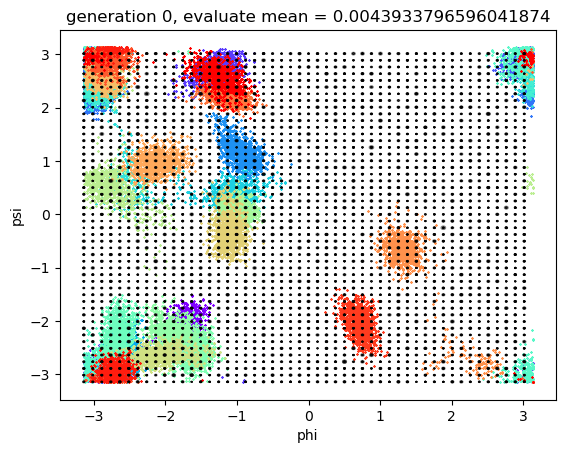 generation 0, evaluate mean = 0.0043933796596041874
3
2
1
0
−1
−2
−3
psi
−3 −2 −1 0 1 2 3
phi